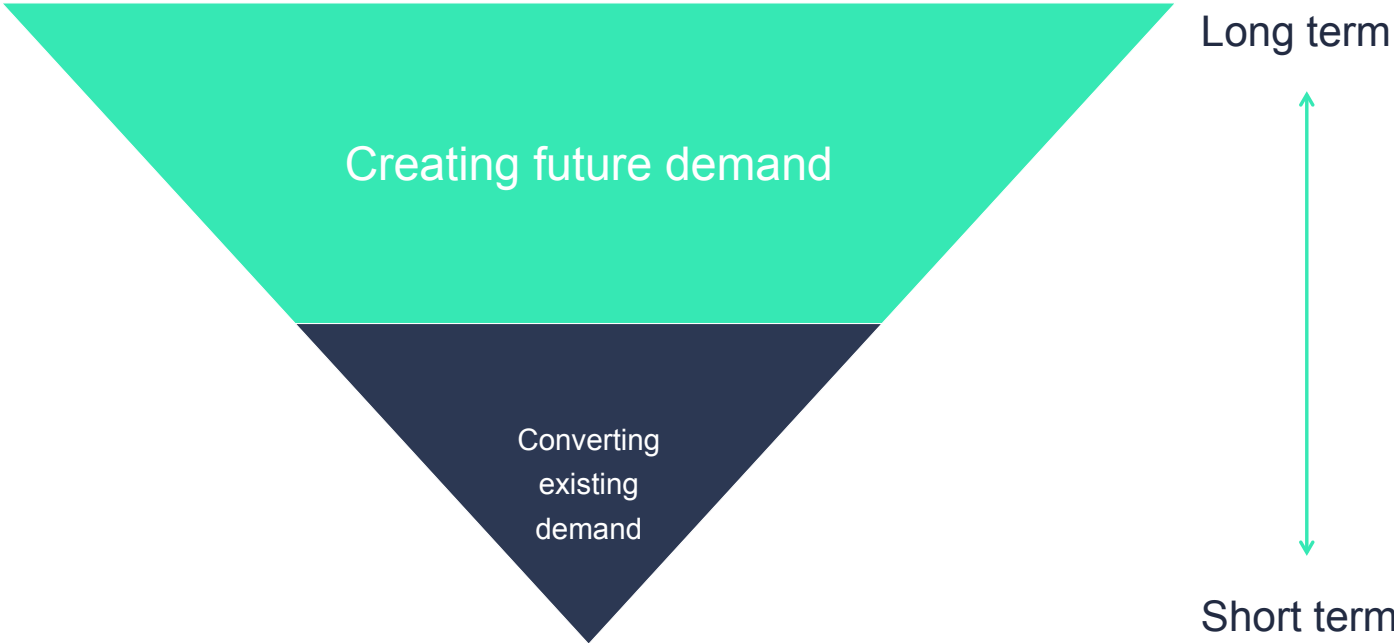 Long term
Creating future demand
Converting
existing
demand
Short term